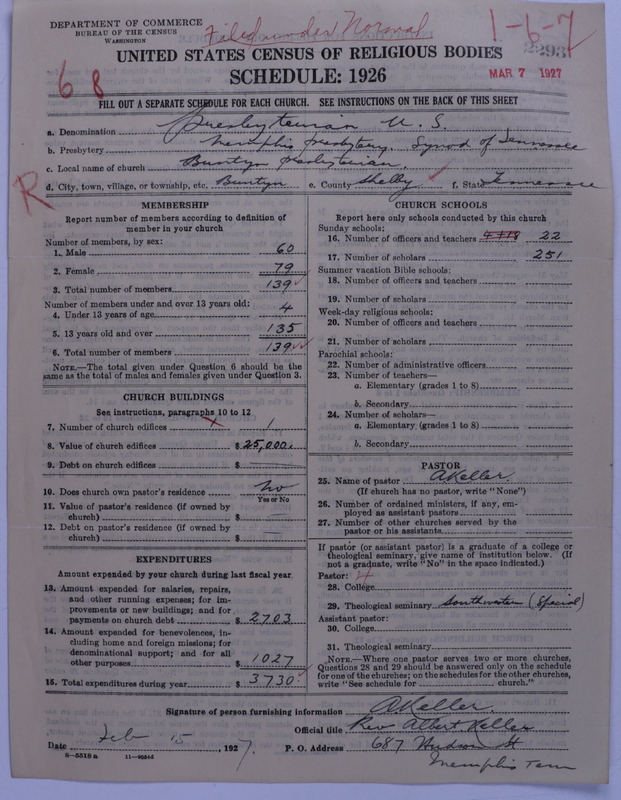 DEPARTMENT OF COMMERCE
BUREAU OF THE CENSUS
WASHINGTON
Filed under Normal
1-6-7
2293
UNITED STATES CENSUS OF RELIGIOUS BODIES
SCHEDULE: 1926
MAR 7 1927
68
FILL OUT A SEPARATE SCHEDULE FOR EACH CHURCH. SEE INSTRUCTIONS ON THE BACK OF THIS SHEET
a. Denomination Presbyterian U. S.
b. Presbytery Memphis Presbytery. Synod of Tennessee
c. Local name of church Buntyn Presbyterian.
R
d. City, town, village, or township, etc. Buntyn e. County Shelby f. State Tennessee
MEMBERSHIP
Report number of members according to definition of
member in your church
Number of members, by sex:
1. Male 60
2. Female 79
3. Total number of members 139
Number of members under and over 13 years old:
4. Under 13 years of age 4
5. 13 years old and over 135
6. Total number of members 139
NOTE.—The total given under Question 6 should be the
same as the total of males and females given under Question 3.
CHURCH BUILDINGS
See instructions, paragraphs 10 to 12
7. Number of church edifices 1
8. Value of church edifices $ 25,000.
9. Debt on church edifices $
10. Does church own pastor's residence No
Yes or No
11. Value of pastor's residence (if owned by
church) $
12. Debt on pastor's residence (if owned by
church) $
EXPENDITURES
Amount expended by your church during last fiscal year
13. Amount expended for salaries, repairs,
and other running expenses; for im-
provements or new buildings; and for
payments on church debt $ 2703
14. Amount expended for benevolences, in-
cluding home and foreign missions; for
denominational support; and for all
other purposes $ 1027
15. Total expenditures during year $ 3730
CHURCH SCHOOLS
Report here only schools conducted by this church
Sunday schools:
16. Number of officers and teachers 22
17. Number of scholars 251
Summer vacation Bible schools:
18. Number of officers and teachers
19. Number of scholars
Week-day religious schools:
20. Number of officers and teachers
21. Number of scholars
Parochial schools:
22. Number of administrative officers
23. Number of teachers—
a. Elementary (grades 1 to 8)
b. Secondary
24. Number of scholars—
a. Elementary (grades 1 to 8)
b. Secondary
PASTOR
25. Name of pastor A Keller.
(If church has no pastor, write "None")
26. Number of ordained ministers, if any, em-
ployed as assistant pastors
27. Number of other churches served by the
pastor or his assistants
If pastor (or assistant pastor) is a graduate of a college or
theological seminary, give name of institution below. (If
not a graduate, write "No" in the space indicated.)
Pastor: 4
28. College
29. Theological seminary Southwestern (Special)
Assistant pastor:
30. College
31. Theological seminary
NOTE.—Where one pastor serves two or more churches,
Questions 28 and 29 should be answered only on the schedule
for one of the churches; on the schedules for the other churches,
write "See schedule for church."
Signature of person furnishing information A Keller.
Official title Rev Albert Keller
Date Feb 15, 1927. P. O. Address 687 Hudson St
8—5518a 11—9594d
Memphis Tenn